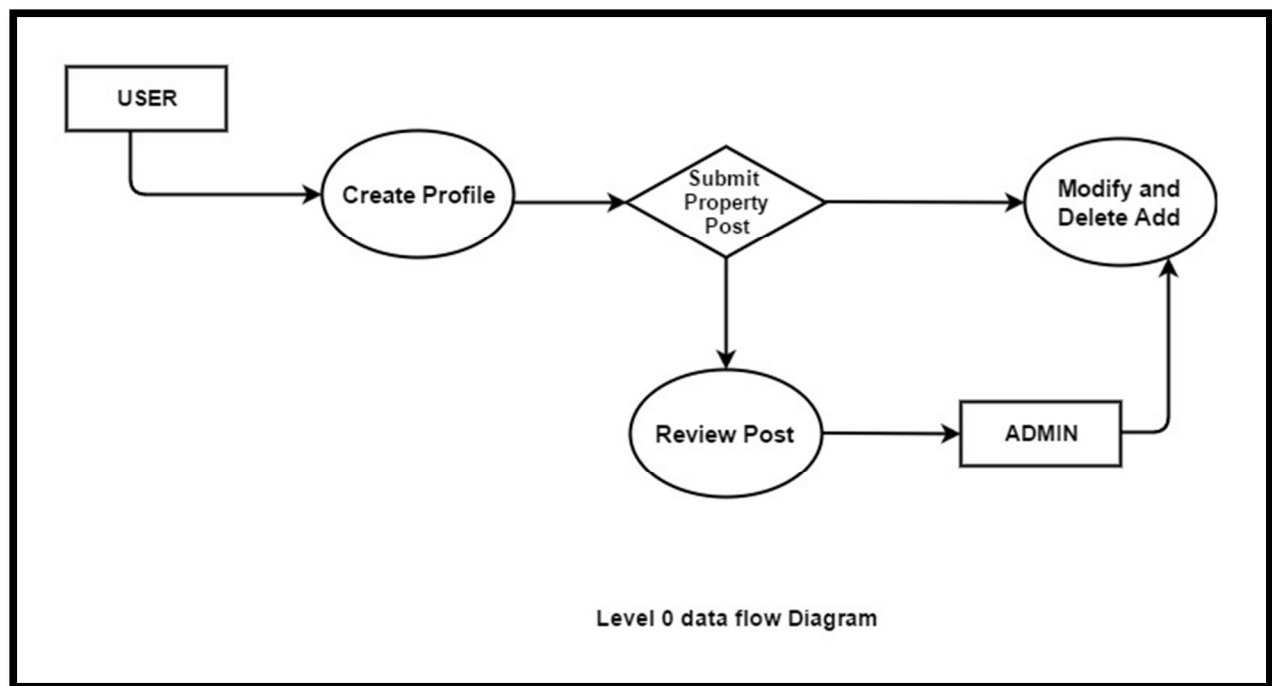 USER
Create Profile
Submit
Property
Post
Modify and
Delete Add
Review Post
ADMIN
Level 0 data flow Diagram